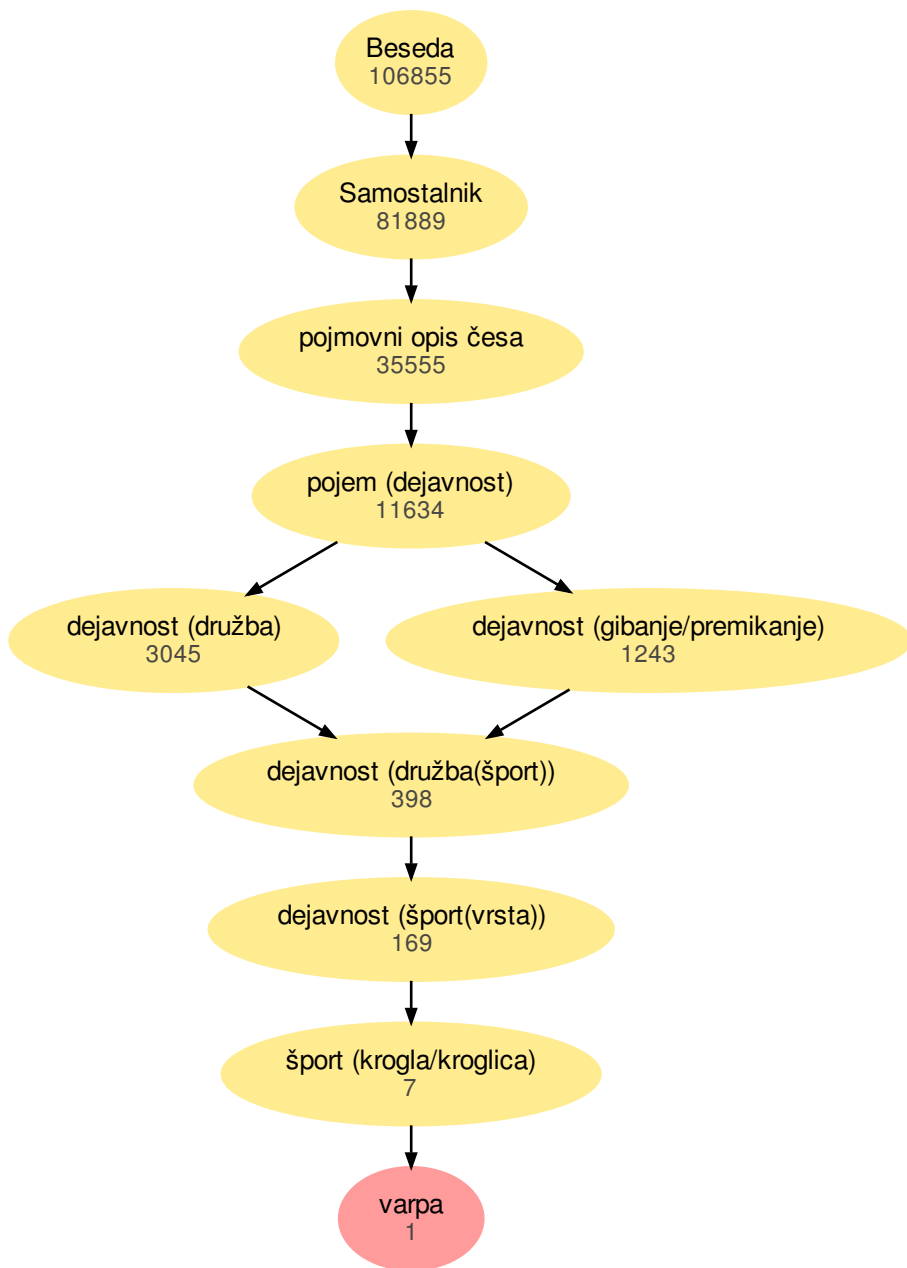 Beseda
106855
Samostalnik
81889
pojmovni opis česa
35555
pojem (dejavnost)
11634
dejavnost (družba)
3045
dejavnost (gibanje/premikanje)
1243
dejavnost (družba(šport))
398
dejavnost (šport(vrsta))
169
šport (krogla/kroglica)
7
varpa
1